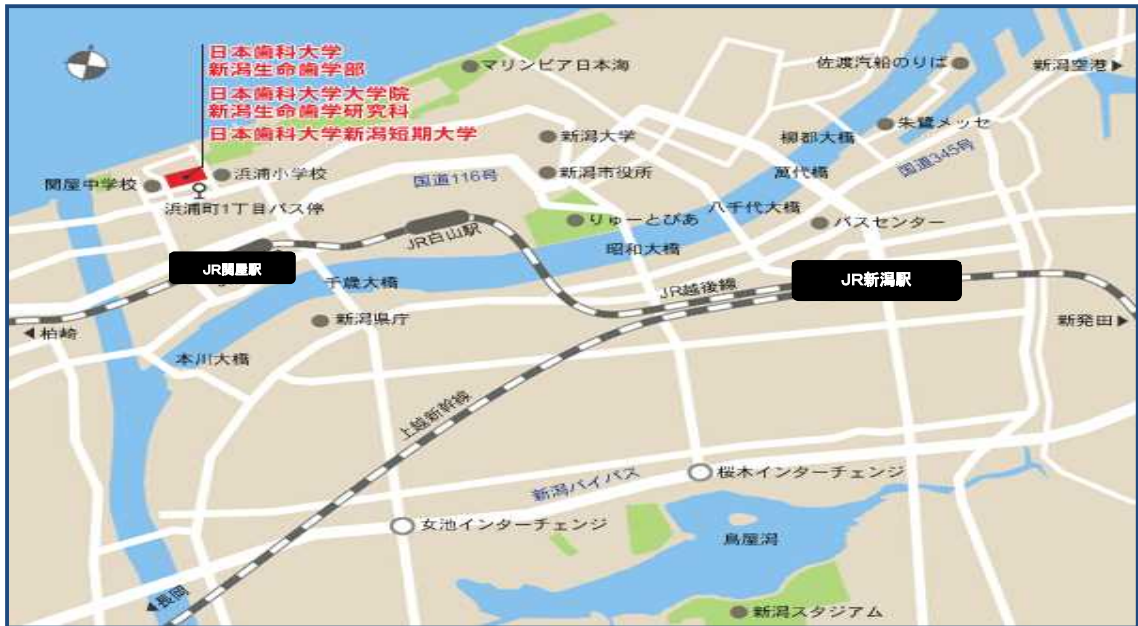 日本歯科大学
新潟生命歯学部
日本歯科大学大学院
新潟生命歯学研究科
日本歯科大学新潟短期大学
マリンピア日本海
佐渡汽船のりば
新潟空港▶
朱鷺メッセ
新潟大学
柳都大橋
国道345号
関屋中学校
浜浦小学校
国道116号
新潟市役所
萬代橋
浜浦町1丁目バス停
りゅーとぴあ
八千代大橋
バスセンター
JR白山駅
昭和大橋
JR関屋駅
千歳大橋
JR越後線
JR新潟駅
◀柏崎
新潟県庁
新発田▶
本川大橋
上越新幹線
新潟バイパス
桜木インターチェンジ
女池インターチェンジ
鳥屋潟
◀長岡
新潟スタジアム